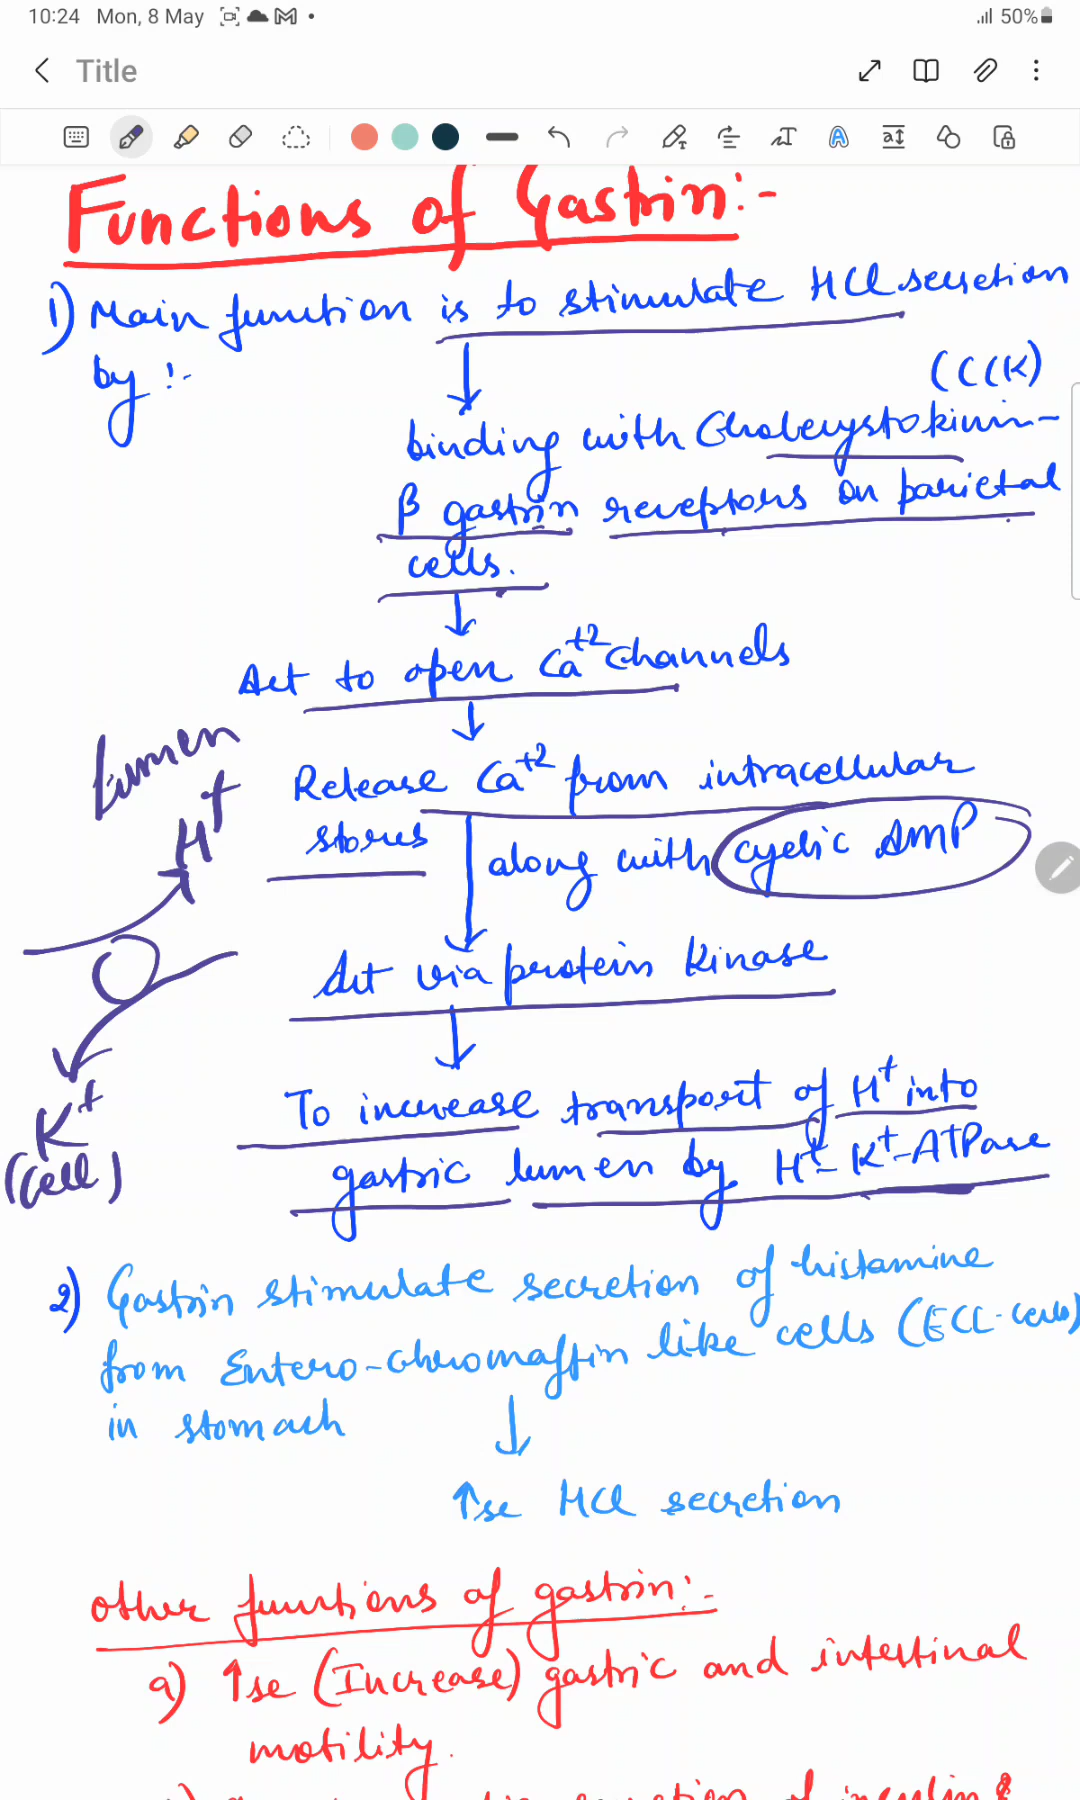 10:24 Mon, 8 May
50%
Title
Functions of Gastrin:-
1) Main function is to stimulate HCl secretion
by :-
(CCK)
binding with Cholecystokinin-
β gastrin receptors on parietal
cells.
Act to open Ca+2 channels
Lumen
Release Ca+2 from intracellular
stores
H+
along with cyclic AMP
Act via protein kinase
K+
(cell)
To increase transport of H+ into
gastric lumen by H+-K+-ATPase
2) Gastrin stimulate secretion of histamine
from Entero-chromaffin like cells (ECL-cells)
in stomach
↑se HCl secretion
other functions of gastrin:-
a) ↑se (Increase) gastric and intestinal
motility.
secretion of insulin &